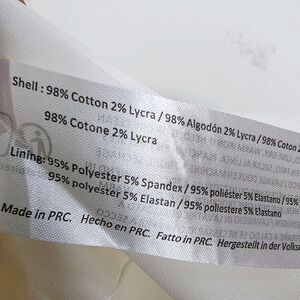 Shell : 98% Cotton 2% Lycra / 98% Algodón 2% Lycra / 98% Coton 2
98% Cotone 2% Lycra
Lining: 95% Polyester 5% Spandex / 95% poliéster 5% Elastano / 95%
95% polyester 5% Elastan / 95% poliestere 5% Elastano
Made in PRC. Hecho en PRC. Fatto in PRC. Hergestellt in der Volks